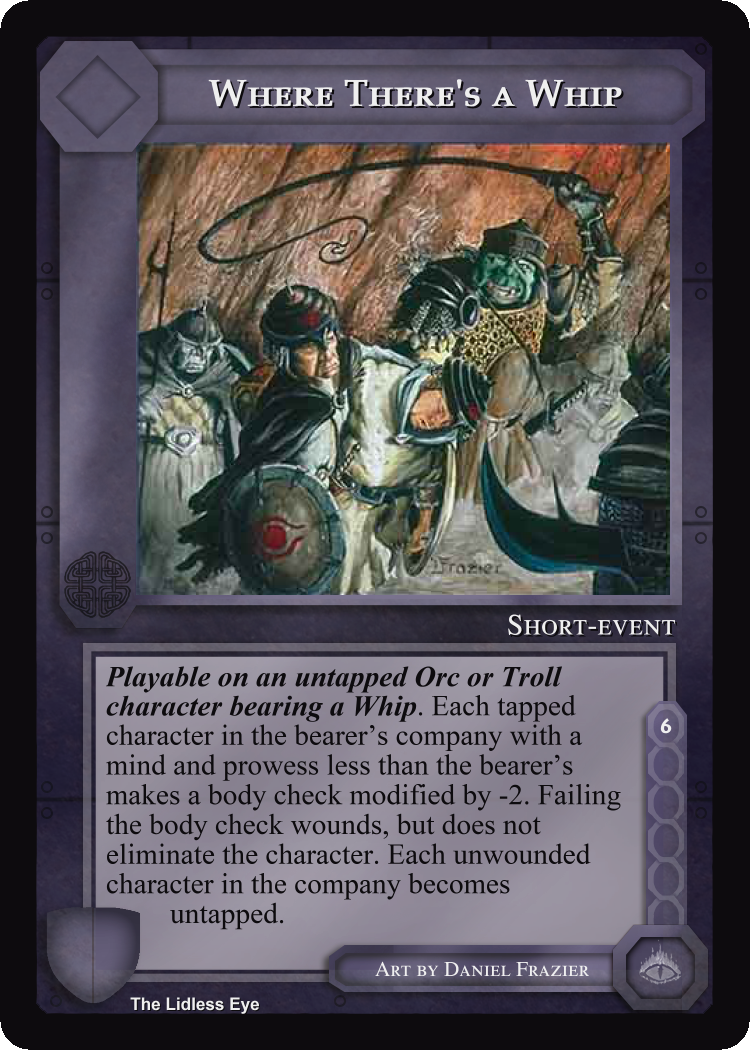 Where There's a Whip
Frazier
Short-event
Playable on an untapped Orc or Troll
character bearing a Whip. Each tapped
character in the bearer's company with a
mind and prowess less than the bearer's
makes a body check modified by -2. Failing
the body check wounds, but does not
eliminate the character. Each unwounded
character in the company becomes
untapped.
6
Art by Daniel Frazier
The Lidless Eye